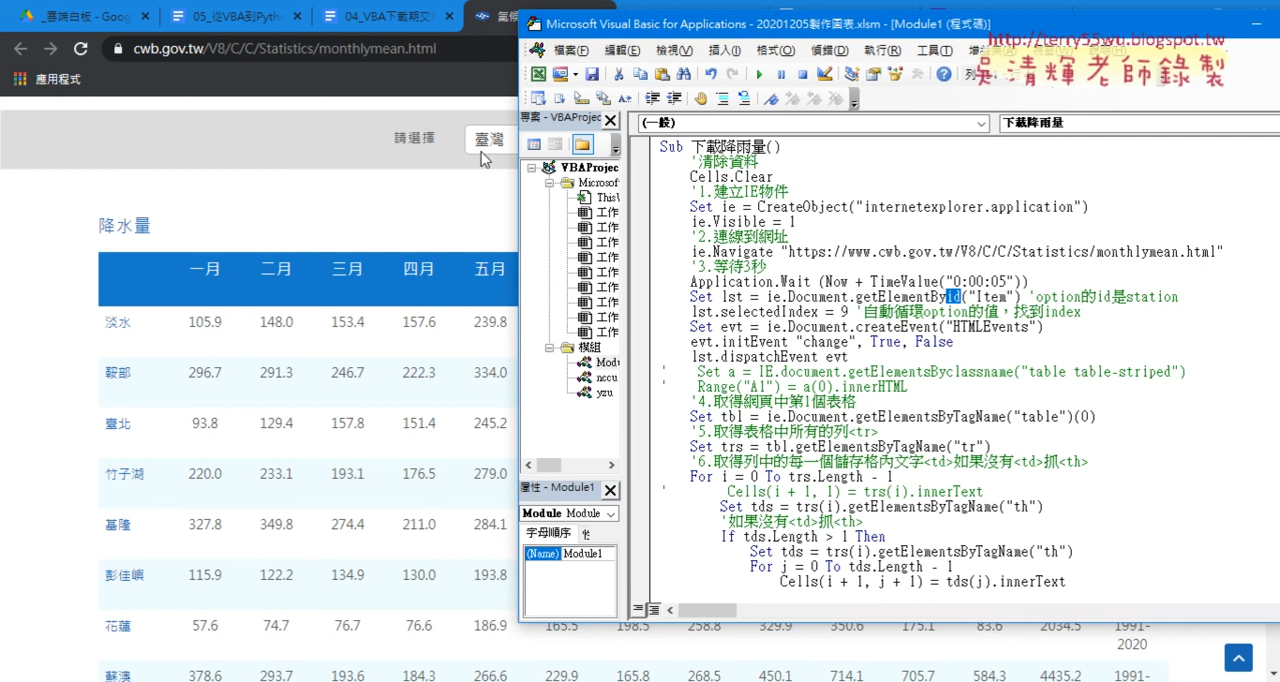 _雲端白板 - Goog
05_從VBA到Pytho
04_VBA下載期交
氣候
cwb.gov.tw/V8/C/C/Statistics/monthlymean.html
應用程式
請選擇
臺灣
降水量
一月 二月 三月 四月 五月
淡水 105.9 148.0 153.4 157.6 239.8
鞍部 296.7 291.3 246.7 222.3 334.0
臺北 93.8 129.4 157.8 151.4 245.2
竹子湖 220.0 233.1 193.1 176.5 279.0
基隆 327.8 349.8 274.4 211.0 284.1
彭佳嶼 115.9 122.2 134.9 130.0 193.8
花蓮 57.6 74.7 76.7 76.6 186.9 165.5 198.5 258.8 329.9 350.6 175.1 83.6 2034.5 1991-
2020
蘇澳 378.6 293.7 193.6 184.3 266.6 229.9 165.8 268.5 450.1 714.1 705.7 584.3 4435.2 1991-
Microsoft Visual Basic for Applications - 20201205製作圖表.xlsm - [Module1 (程式碼)]
http://terry55wu.blogspot.tw
吳清輝老師錄製
檔案(F) 編輯(E) 檢視(V) 插入(I) 格式(O) 偵錯(D) 執行(R) 工具(T)
專案 - VBAProjec
VBAProjec
Microsof
This
工作
工作
工作
工作
工作
工作
工作
工作
工作
模組
Modu
nccu
yzu
屬性 - Module1
Module Module
字母順序
(Name) Module1
(一般)
下載降雨量
Sub 下載降雨量()
'清除資料
Cells.Clear
'1.建立IE物件
Set ie = CreateObject("internetexplorer.application")
ie.Visible = 1
'2.連線到網址
ie.Navigate "https://www.cwb.gov.tw/V8/C/C/Statistics/monthlymean.html"
'3.等待3秒
Application.Wait (Now + TimeValue("0:00:05"))
Set lst = ie.Document.getElementByid("Item") 'option的id是station
lst.selectedIndex = 9 '自動循環option的值，找到index
Set evt = ie.Document.createEvent("HTMLEvents")
evt.initEvent "change", True, False
lst.dispatchEvent evt
' Set a = IE.document.getElementsByclassname("table table-striped")
' Range("A1") = a(0).innerHTML
'4.取得網頁中第1個表格
Set tbl = ie.Document.getElementsByTagName("table")(0)
'5.取得表格中所有的列<tr>
Set trs = tbl.getElementsByTagName("tr")
'6.取得列中的每一個儲存格內文字<td>如果沒有<td>抓<th>
For i = 0 To trs.Length - 1
' Cells(i + 1, 1) = trs(i).innerText
Set tds = trs(i).getElementsByTagName("th")
'如果沒有<td>抓<th>
If tds.Length > 1 Then
Set tds = trs(i).getElementsByTagName("th")
For j = 0 To tds.Length - 1
Cells(i + 1, j + 1) = tds(j).innerText